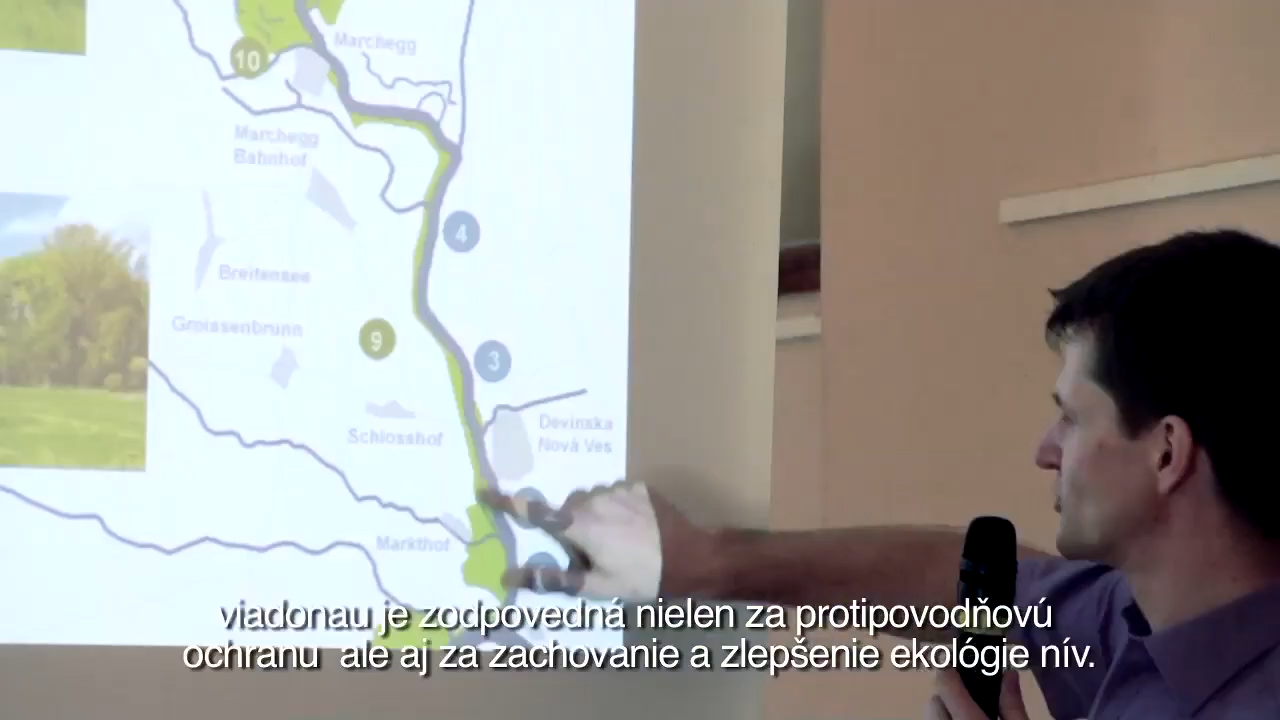 Marchegg
10
Marchegg
Bahnhof
4
Breitensee
Groissenbrunn
9
3
Devinska
Nová Ves
Schlosshof
Markthof
viadonau je zodpovedná nielen za protipovodňovú
ochranu ale aj za zachovanie a zlepšenie ekológie nív.